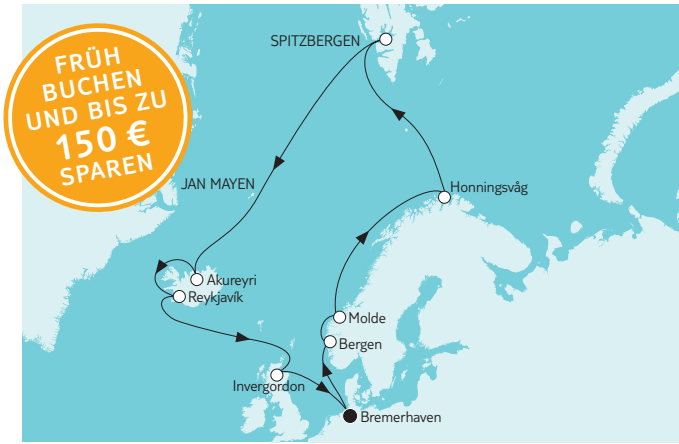 FRÜH
BUCHEN
UND BIS ZU
150 €
SPAREN
SPITZBERGEN
JAN MAYEN
Honningsvåg
Akureyri
Reykjavík
Molde
Bergen
Invergordon
Bremerhaven